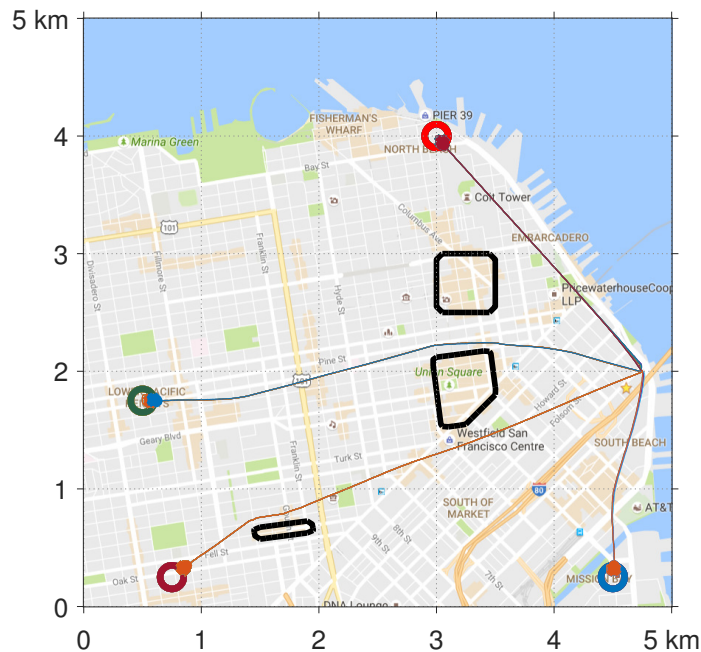 5 km
PIER 39
FISHERMAN'S
WHARF
4
Marina Green
NORTH BEACH
Bay St
Coit Tower
Columbus Ave
101
EMBARCADERO
3
Divisadero St
Fillmore St
Franklin St
Hyde St
PricewaterhouseCoop
LLP
Pine St
2
Union Square
101
LOWER PACIFIC
Howard St
Folsom St
Geary Blvd
Westfield San
Francisco Centre
SOUTH BEACH
Turk St
Franklin St
1
80
SOUTH OF
MARKET
AT&T
8th St
9th St
Fell St
Oak St
7th St
MISSION BAY
DNA Lounge
0
0
1
2
3
4
5 km